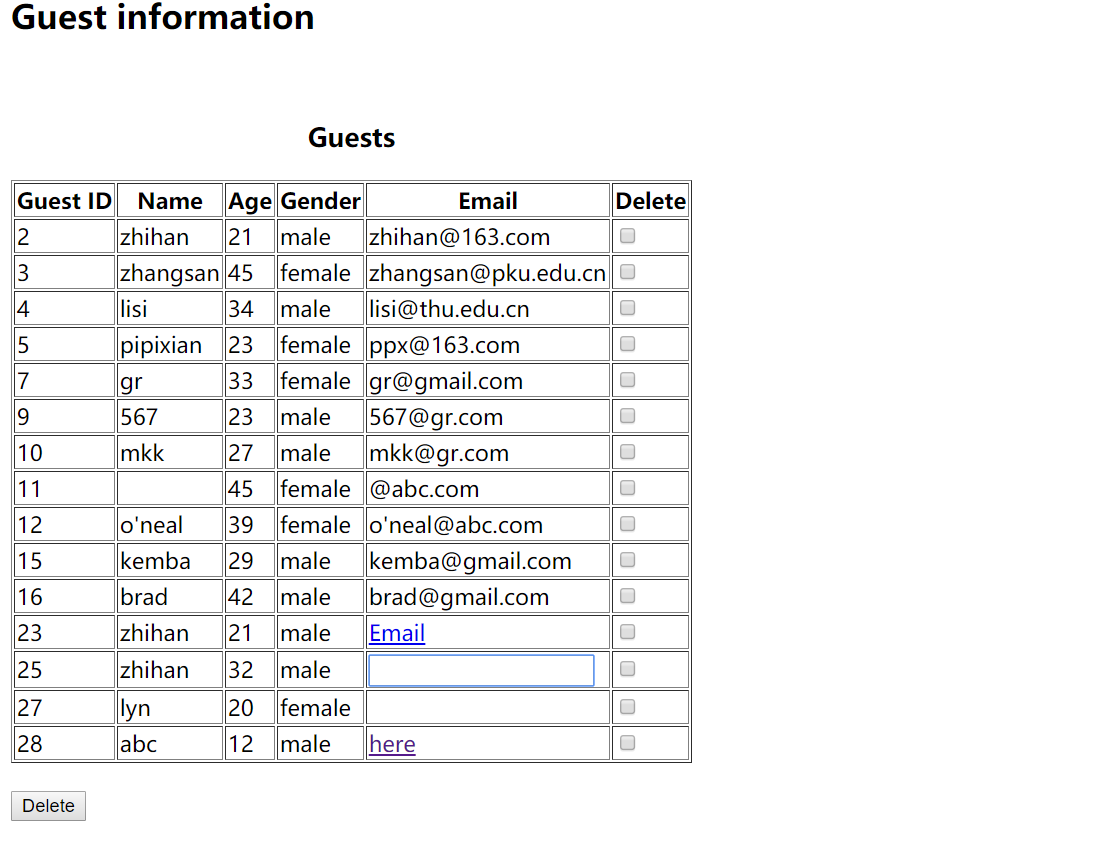 Guest information
Guests
Guest ID Name Age Gender Email Delete
2 zhihan 21 male zhihan@163.com
3 zhangsan 45 female zhangsan@pku.edu.cn
4 lisi 34 male lisi@thu.edu.cn
5 pipixian 23 female ppx@163.com
7 gr 33 female gr@gmail.com
9 567 23 male 567@gr.com
10 mkk 27 male mkk@gr.com
11 45 female @abc.com
12 o'neal 39 female o'neal@abc.com
15 kemba 29 male kemba@gmail.com
16 brad 42 male brad@gmail.com
23 zhihan 21 male Email
25 zhihan 32 male
27 lyn 20 female
28 abc 12 male here
Delete